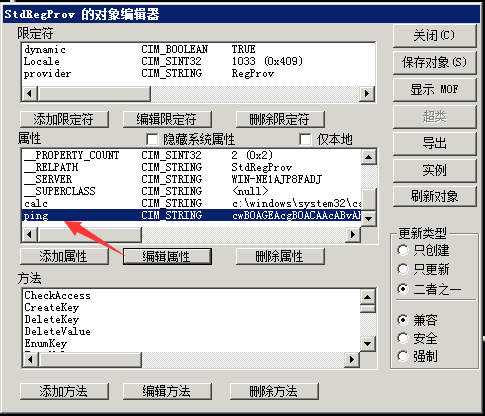 StdRegProv 的对象编辑器
限定符
dynamic CIM_BOOLEAN TRUE
Locale CIM_SINT32 1033 (0x409)
provider CIM_STRING RegProv
添加限定符 编辑限定符 删除限定符
属性 隐藏系统属性 仅本地
__PROPERTY_COUNT CIM_SINT32 2 (0x2)
__RELPATH CIM_STRING StdRegProv
__SERVER CIM_STRING WIN-NE1AJP8FADJ
__SUPERCLASS CIM_STRING <null>
calc CIM_STRING c:\windows\system32\ca
ping CIM_STRING cwBOAGEAcgBOACAAcABvAH
添加属性 编辑属性 删除属性
方法
CheckAccess
CreateKey
DeleteKey
DeleteValue
EnumKey
添加方法 编辑方法 删除方法
关闭(C)
保存对象(S)
显示 MOF
超类
导出
实例
刷新对象
更新类型
只创建
只更新
二者之一
兼容
安全
强制